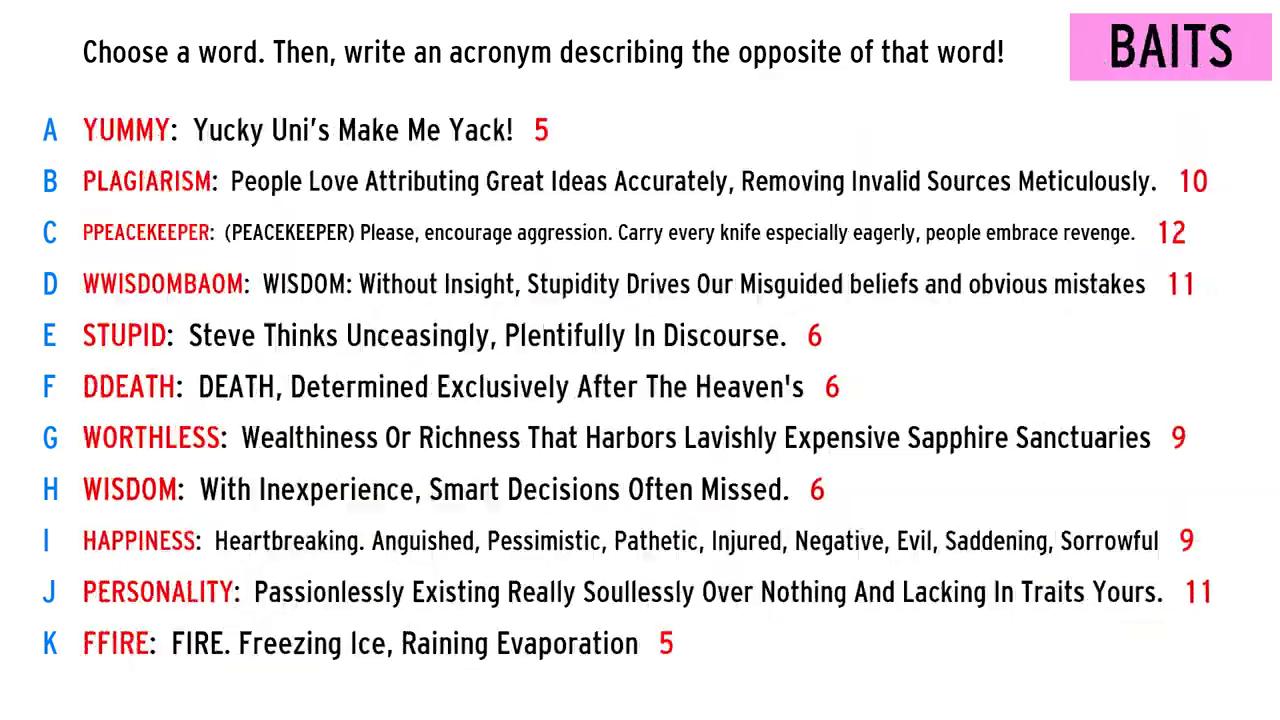 Choose a word. Then, write an acronym describing the opposite of that word!
BAITS
A YUMMY: Yucky Uni's Make Me Yack! 5
B PLAGIARISM: People Love Attributing Great Ideas Accurately, Removing Invalid Sources Meticulously. 10
C PPEACEKEEPER: (PEACEKEEPER) Please, encourage aggression. Carry every knife especially eagerly, people embrace revenge. 12
D WWISDOMBAOM: WISDOM: Without Insight, Stupidity Drives Our Misguided beliefs and obvious mistakes 11
E STUPID: Steve Thinks Unceasingly, Plentifully In Discourse. 6
F DDEATH: DEATH, Determined Exclusively After The Heaven's 6
G WORTHLESS: Wealthiness Or Richness That Harbors Lavishly Expensive Sapphire Sanctuaries 9
H WISDOM: With Inexperience, Smart Decisions Often Missed. 6
I HAPPINESS: Heartbreaking. Anguished, Pessimistic, Pathetic, Injured, Negative, Evil, Saddening, Sorrowful 9
J PERSONALITY: Passionlessly Existing Really Soullessly Over Nothing And Lacking In Traits Yours. 11
K FFIRE: FIRE. Freezing Ice, Raining Evaporation 5